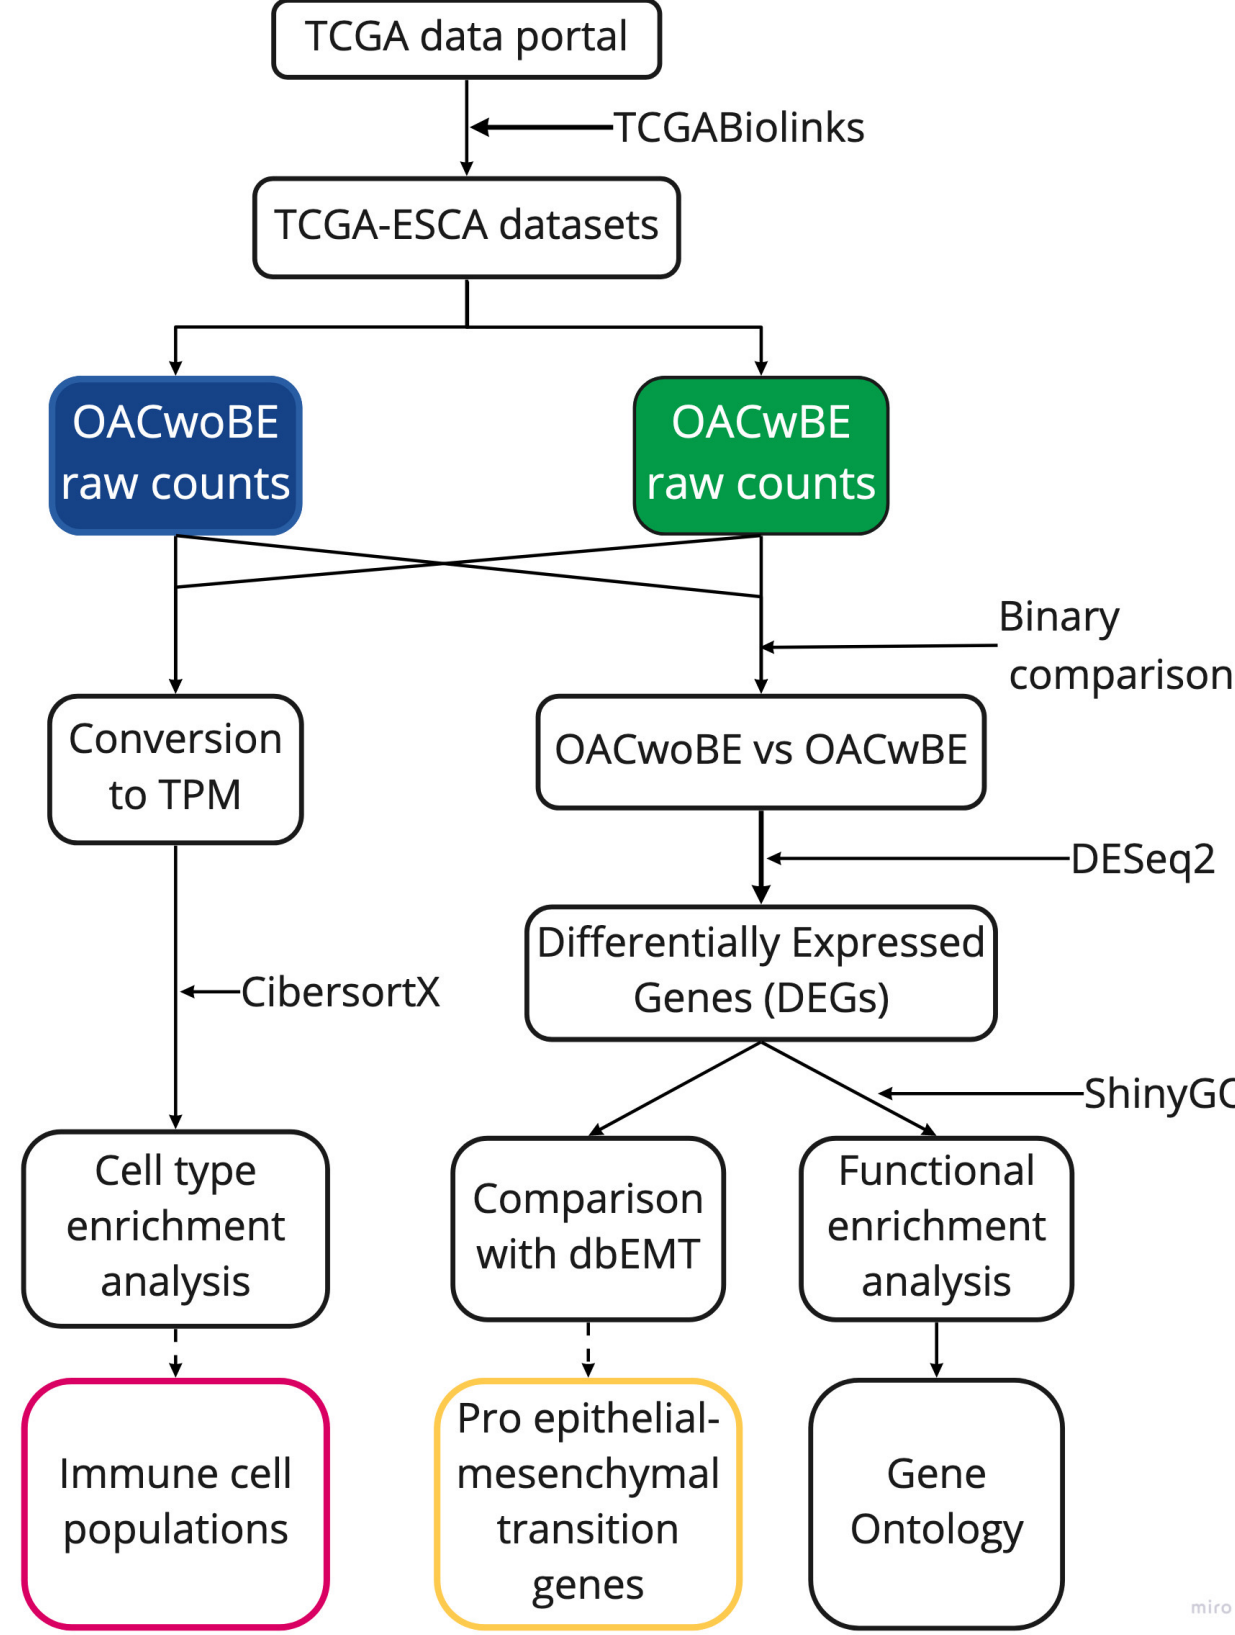 TCGA data portal
TCGABiolinks
TCGA-ESCA datasets
OACwoBE
raw counts
OACwBE
raw counts
Binary
comparison
Conversion
to TPM
OACwoBE vs OACwBE
DESeq2
Differentially Expressed
Genes (DEGs)
CibersortX
ShinyGO
Cell type
enrichment
analysis
Comparison
with dbEMT
Functional
enrichment
analysis
Immune cell
populations
Pro epithelial-
mesenchymal
transition
genes
Gene
Ontology
miro